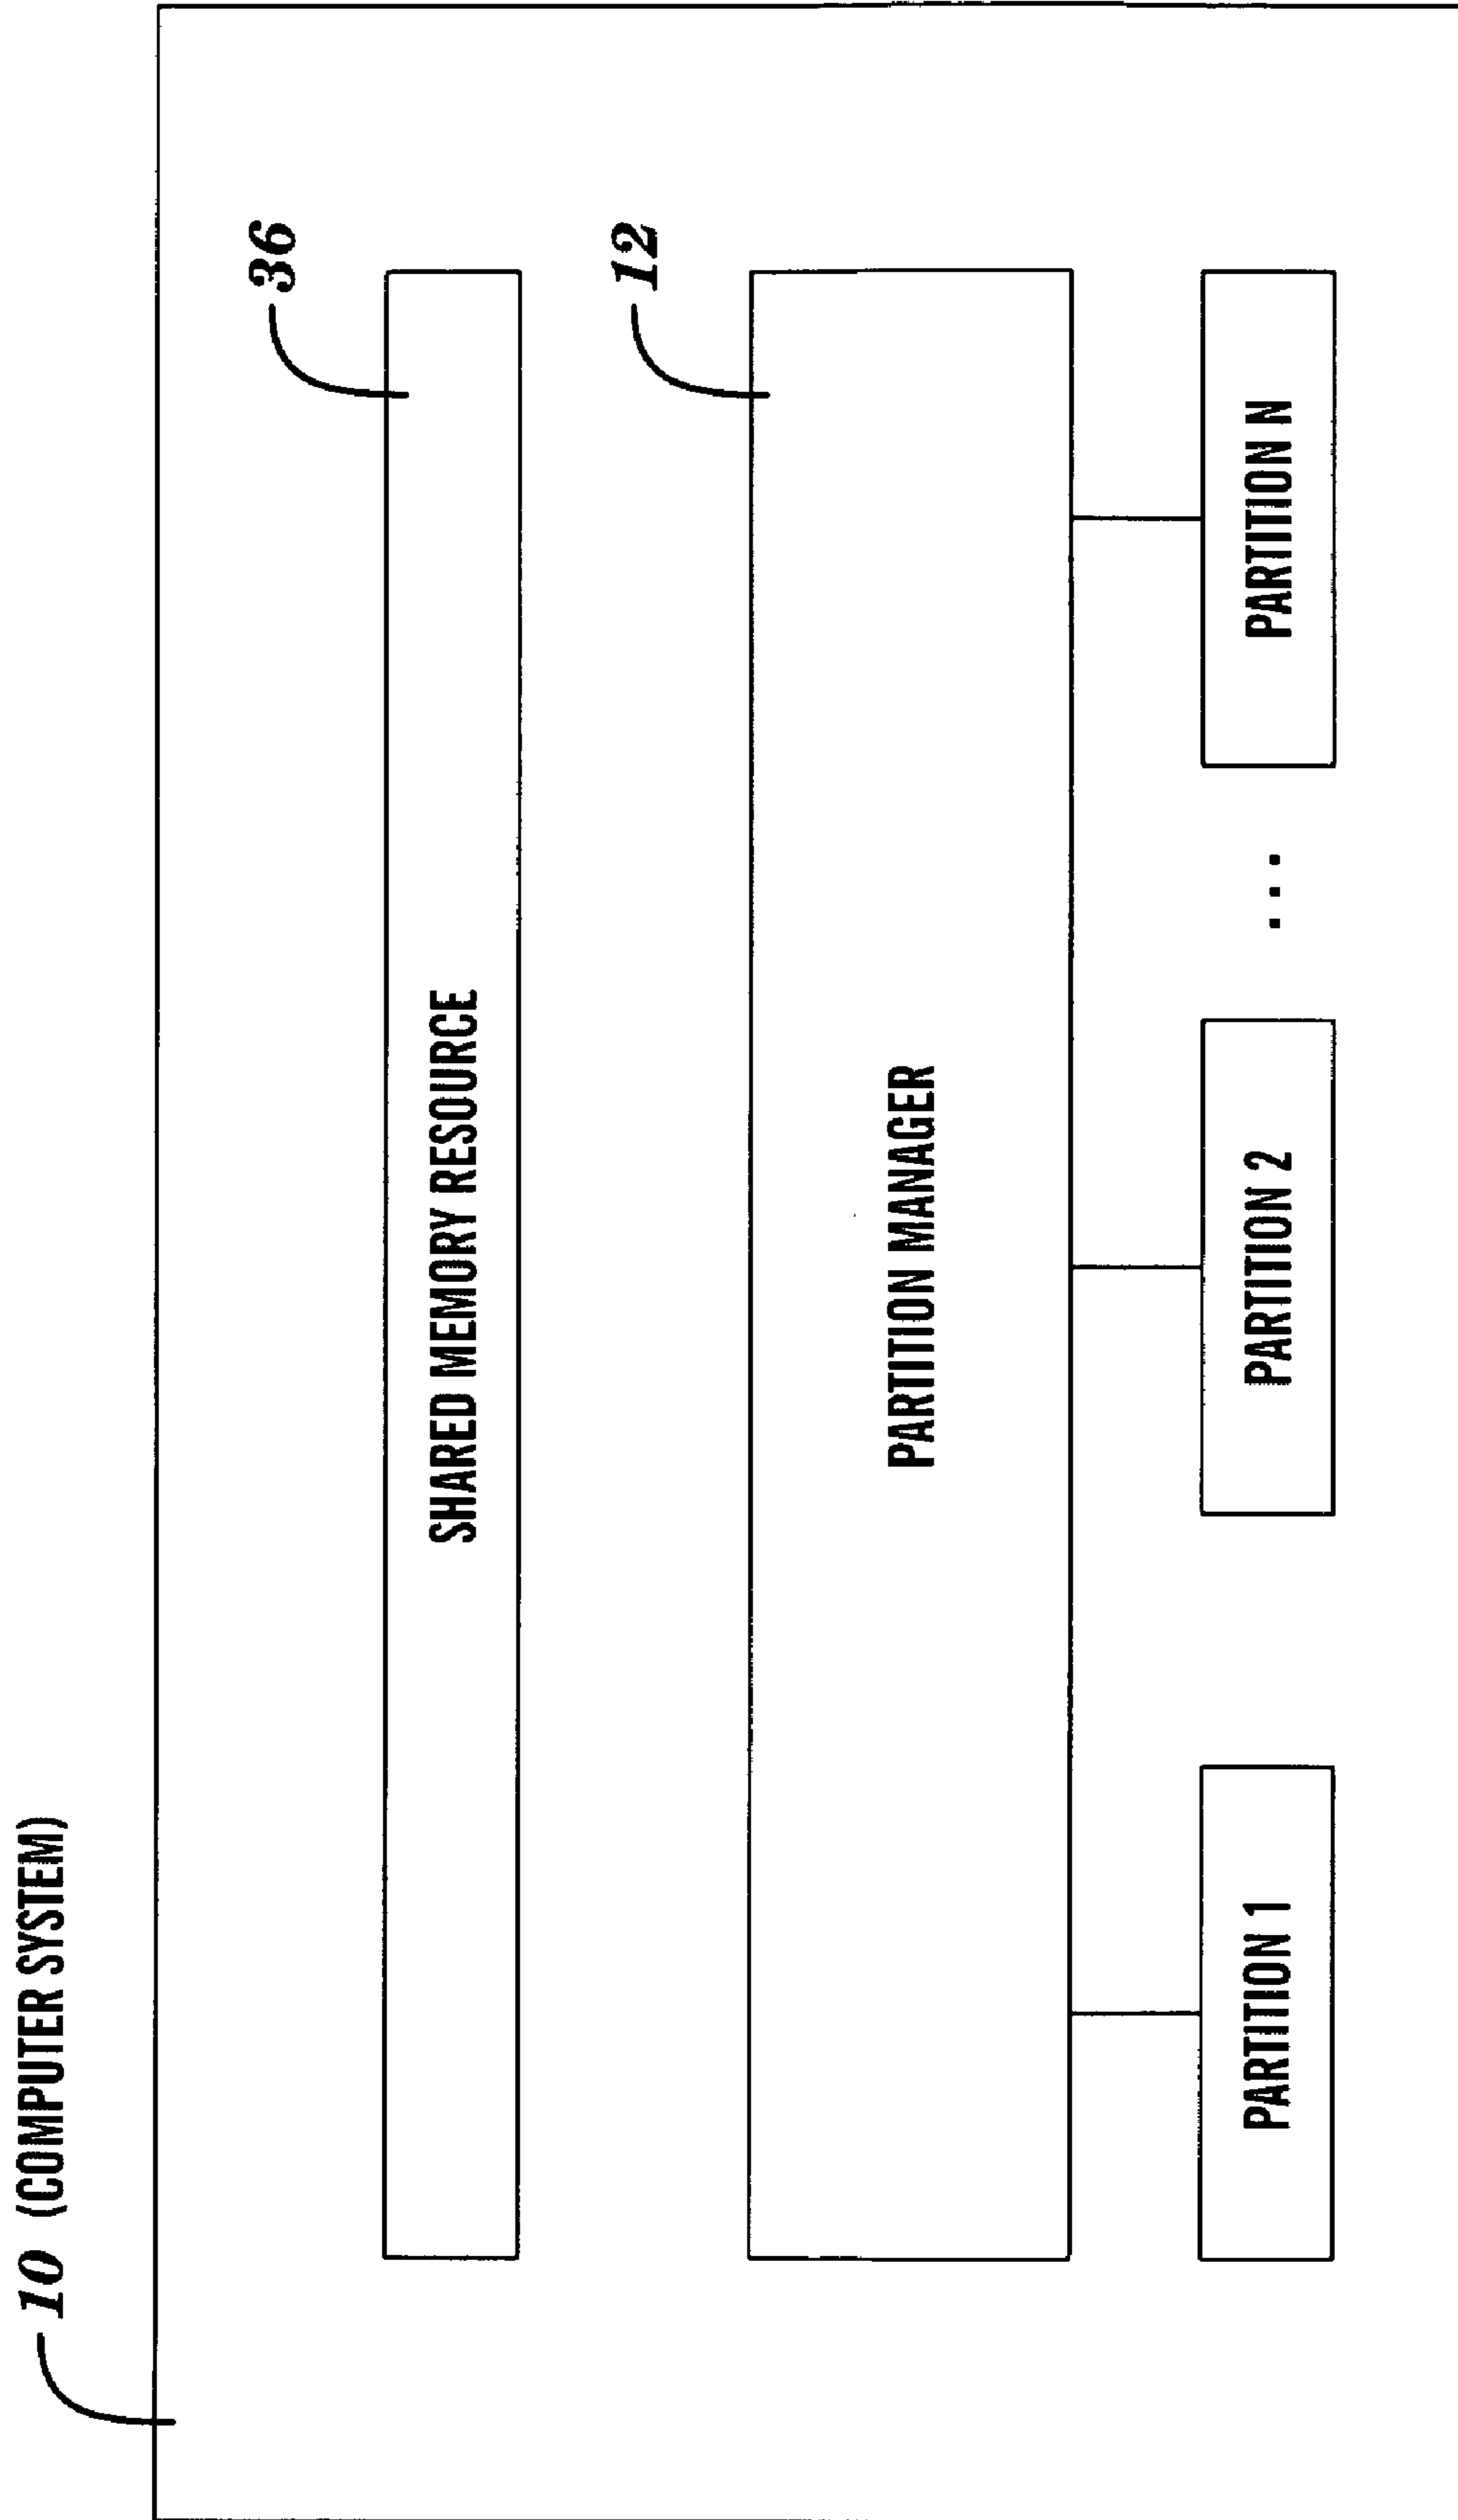 10 (COMPUTER SYSTEM)
36
SHARED MEMORY RESOURCE
12
PARTITION MANAGER
PARTITION 1
PARTITION 2
...
PARTITION N